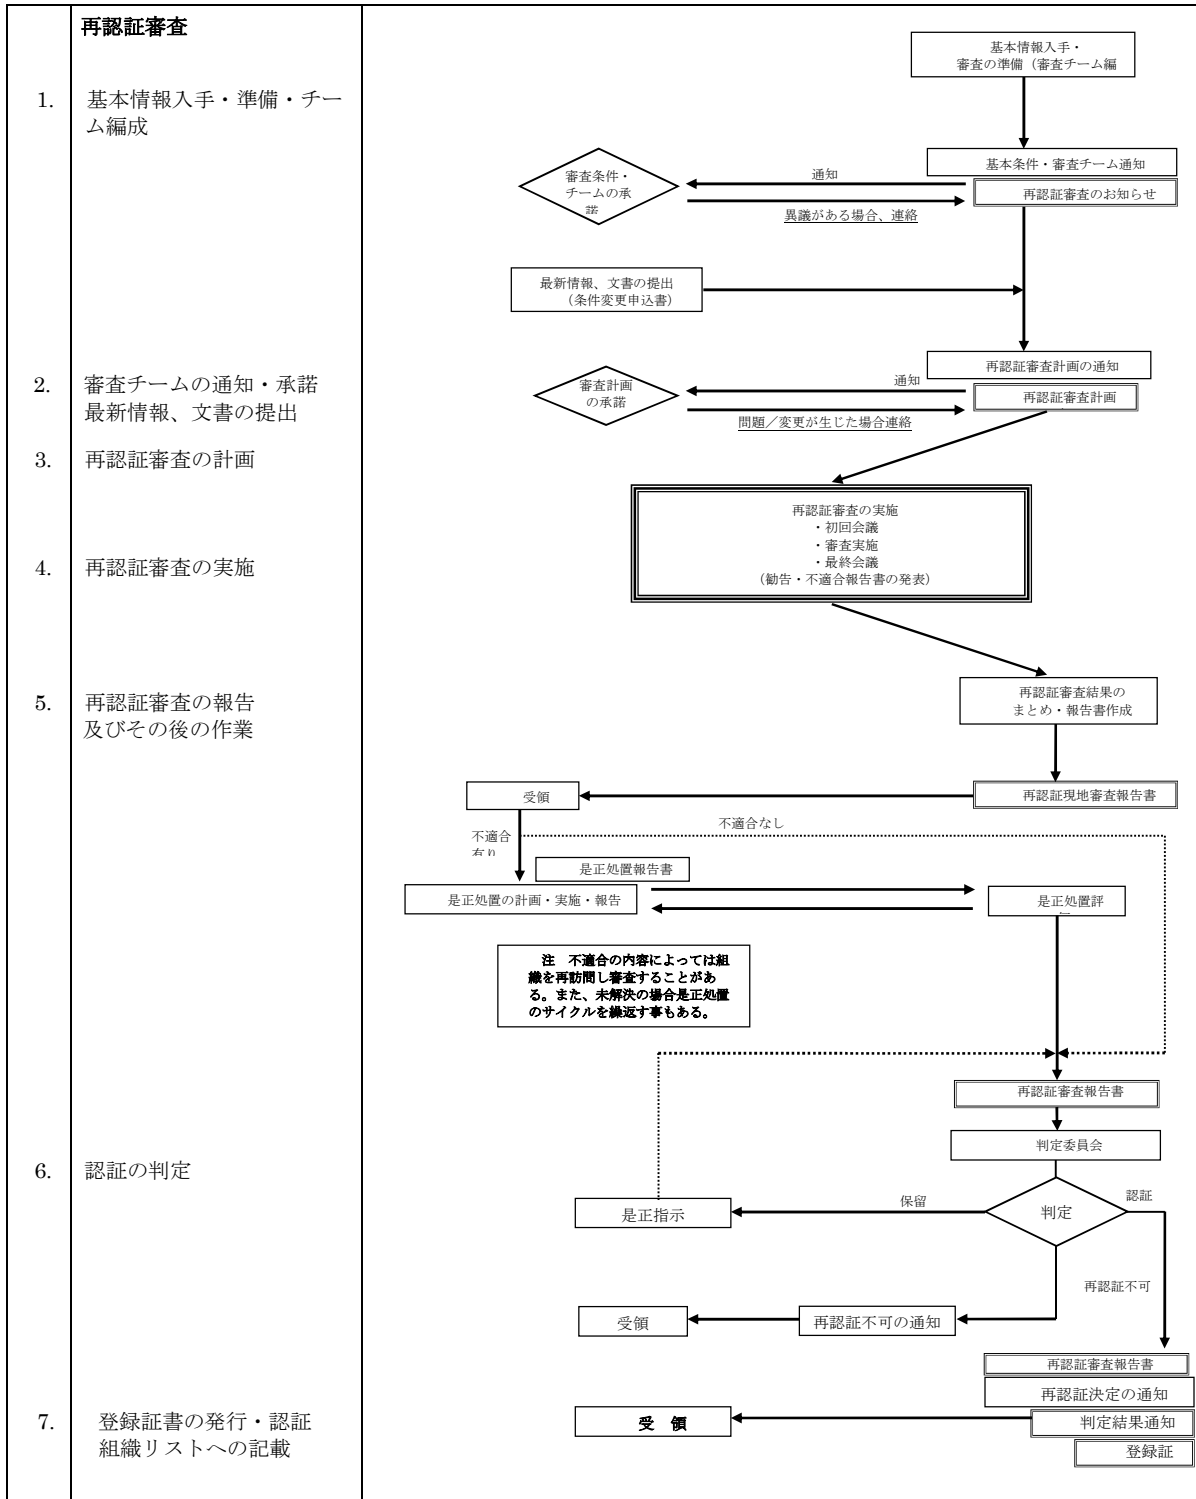 再認証審査
1.
基本情報入手・準備・チー
ム編成
2.
審査チームの通知・承諾
最新情報、文書の提出
3.
再認証審査の計画
4.
再認証審査の実施
5.
再認証審査の報告
及びその後の作業
6.
認証の判定
7.
登録証書の発行・認証
組織リストへの記載
基本情報入手・
審査の準備（審査チーム編
基本条件・審査チーム通知
再認証審査のお知らせ
審査条件・
チームの承
諾
通知
異議がある場合、連絡
最新情報、文書の提出
（条件変更申込書）
再認証審査計画の通知
再認証審査計画
審査計画
の承諾
通知
問題／変更が生じた場合連絡
再認証審査の実施
・初回会議
・審査実施
・最終会議
（勧告・不適合報告書の発表）
再認証審査結果の
まとめ・報告書作成
再認証現地審査報告書
受領
不適合
有り
不適合なし
是正処置報告書
是正処置の計画・実施・報告
是正処置評
注　不適合の内容によっては組
織を再訪問し審査することがあ
る。また、未解決の場合是正処置
のサイクルを繰返す事もある。
再認証審査報告書
判定委員会
判定
保留
認証
是正指示
再認証不可
再認証不可の通知
受領
再認証審査報告書
再認証決定の通知
判定結果通知
登録証
受　領